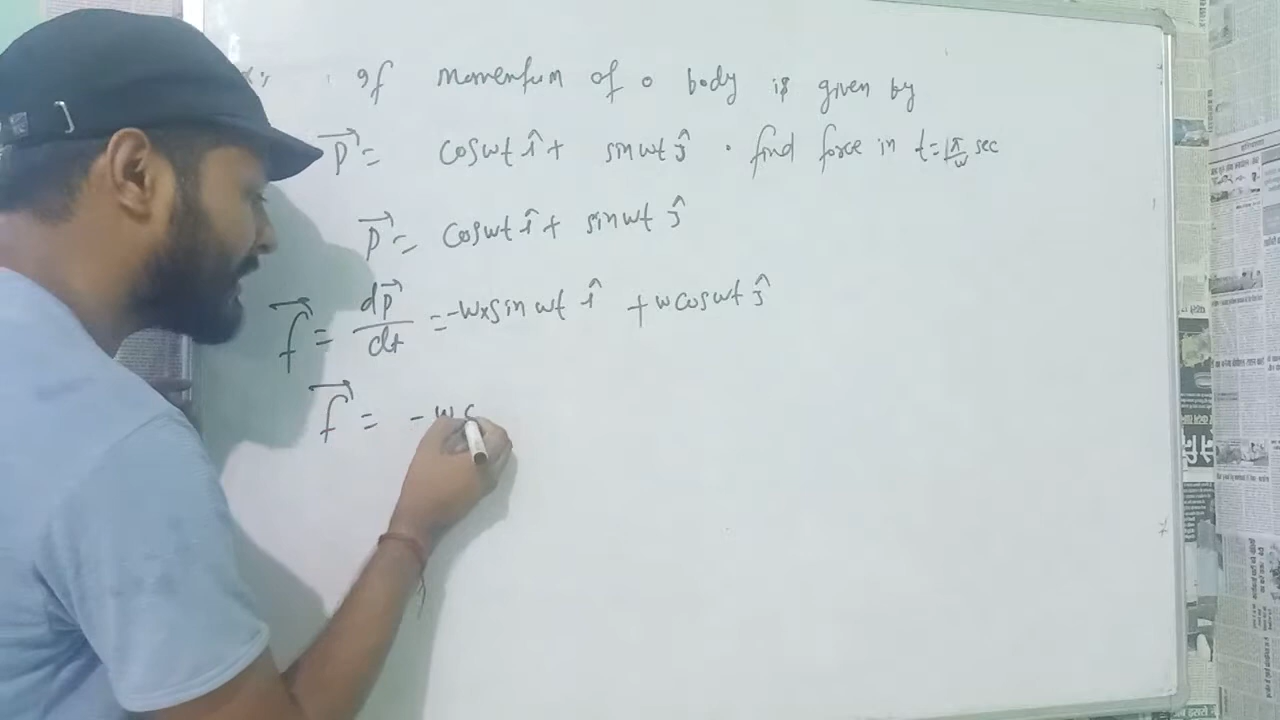 If momentum of a body is given by
p⃗ = coswt î + sinwt ĵ . find force in t = π/w sec
p⃗ = coswt î + sinwt ĵ
f⃗ = dp⃗/dt = -w×sin wt î + w coswt ĵ
f⃗ = - w s